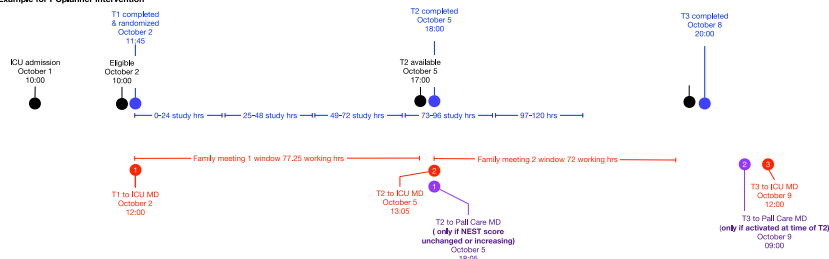 Example for PCplanner Intervention
T1 completed
& randomized
October 2
11:45
T2 completed
October 5
18:00
T3 completed
October 8
20:00
ICU admission
October 1
10:00
Eligible
October 2
10:00
T2 available
October 5
17:00
0-24 study hrs
25-48 study hrs
49-72 study hrs
73-96 study hrs
97-120 hrs
Family meeting 1 window 77.25 working hrs
Family meeting 2 window 72 working hrs
1
2
1
2
3
T1 to ICU MD
October 2
12:00
T2 to ICU MD
October 5
13:05
T2 to Pall Care MD
( only if NEST score
unchanged or increasing)
October 5
18:05
T3 to ICU MD
October 9
12:00
T3 to Pall Care MD
(only if activated at time of T2)
October 9
09:00